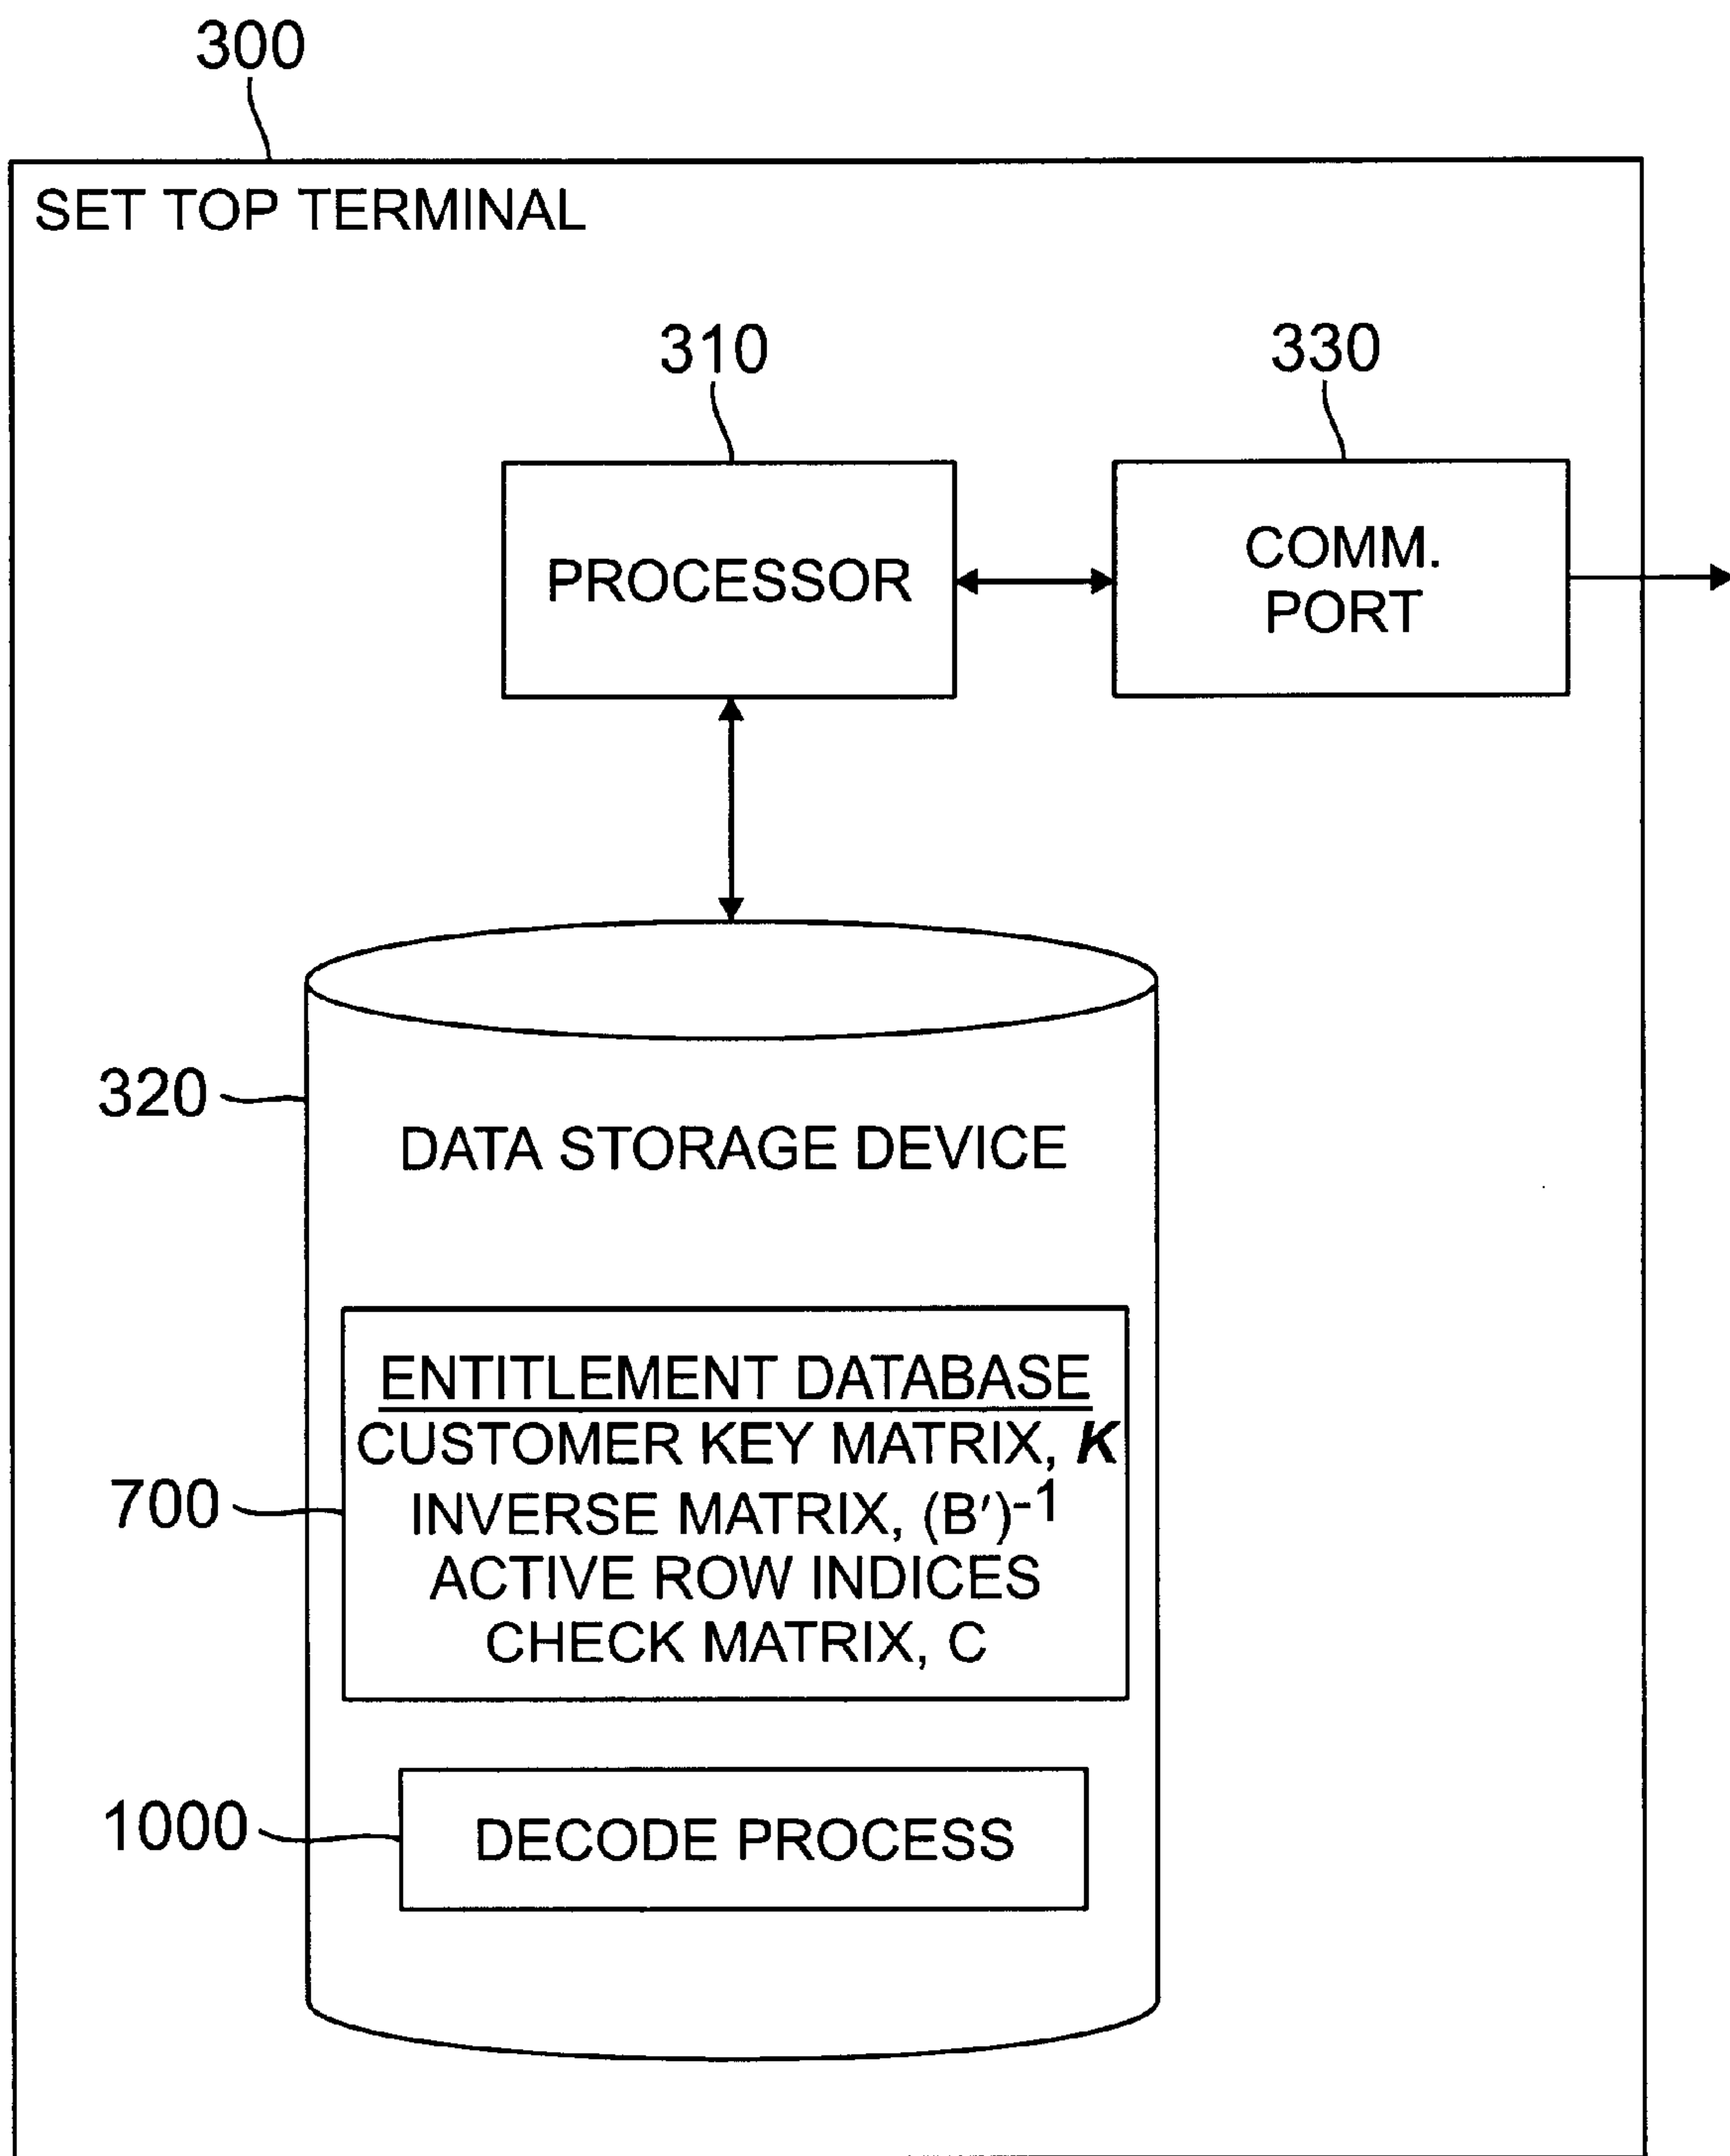 300
SET TOP TERMINAL
310
330
PROCESSOR
COMM.
PORT
320
DATA STORAGE DEVICE
ENTITLEMENT DATABASE
CUSTOMER KEY MATRIX, K
700
INVERSE MATRIX, (B′)-1
ACTIVE ROW INDICES
CHECK MATRIX, C
1000
DECODE PROCESS